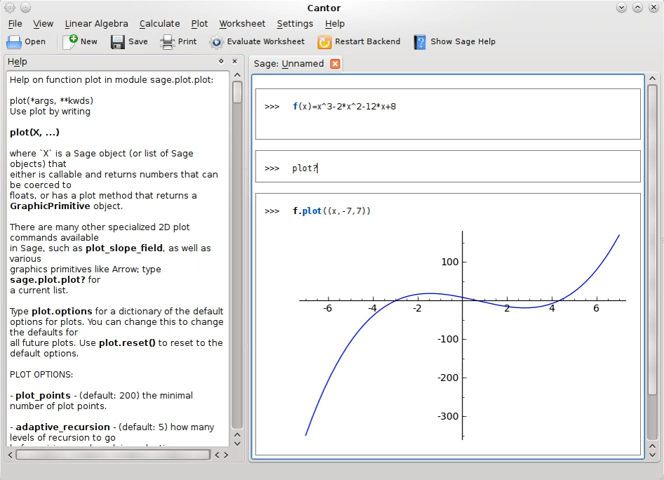 Cantor
File View Linear Algebra Calculate Plot Worksheet Settings Help
Open New Save Print Evaluate Worksheet Restart Backend Show Sage Help
Help
Help on function plot in module sage.plot.plot:
plot(*args, **kwds)
Use plot by writing
plot(X, ...)
where `X` is a Sage object (or list of Sage
objects) that
either is callable and returns numbers that can
be coerced to
floats, or has a plot method that returns a
GraphicPrimitive object.
There are many other specialized 2D plot
commands available
in Sage, such as plot_slope_field, as well as
various
graphics primitives like Arrow; type
sage.plot.plot? for
a current list.
Type plot.options for a dictionary of the default
options for plots. You can change this to change
the defaults for
all future plots. Use plot.reset() to reset to the
default options.
PLOT OPTIONS:
- plot_points - (default: 200) the minimal
number of plot points.
- adaptive_recursion - (default: 5) how many
levels of recursion to go
Sage: Unnamed
>>> f(x)=x^3-2*x^2-12*x+8
>>> plot?
>>> f.plot((x,-7,7))
100
-6 -4 -2 2 4 6
-100
-200
-300